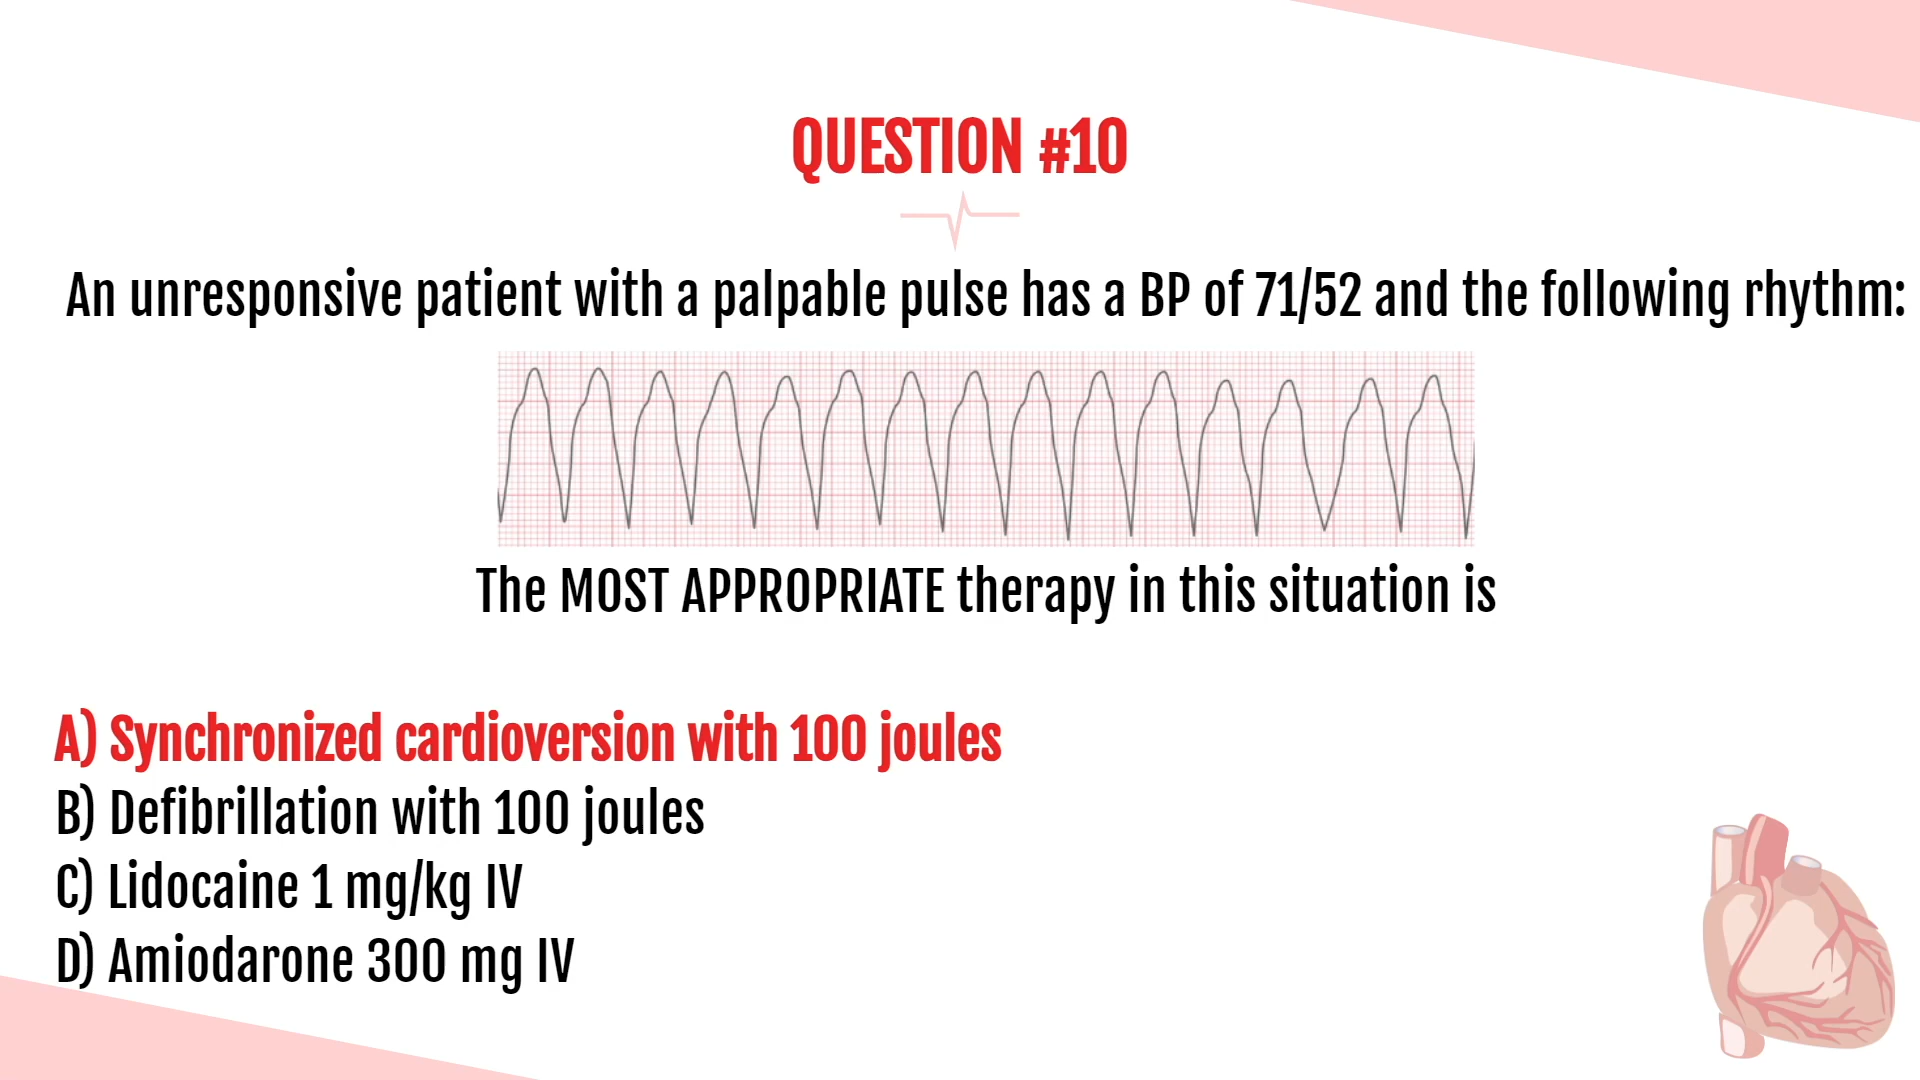 QUESTION #10
An unresponsive patient with a palpable pulse has a BP of 71/52 and the following rhythm:
The MOST APPROPRIATE therapy in this situation is
A) Synchronized cardioversion with 100 joules
B) Defibrillation with 100 joules
C) Lidocaine 1 mg/kg IV
D) Amiodarone 300 mg IV